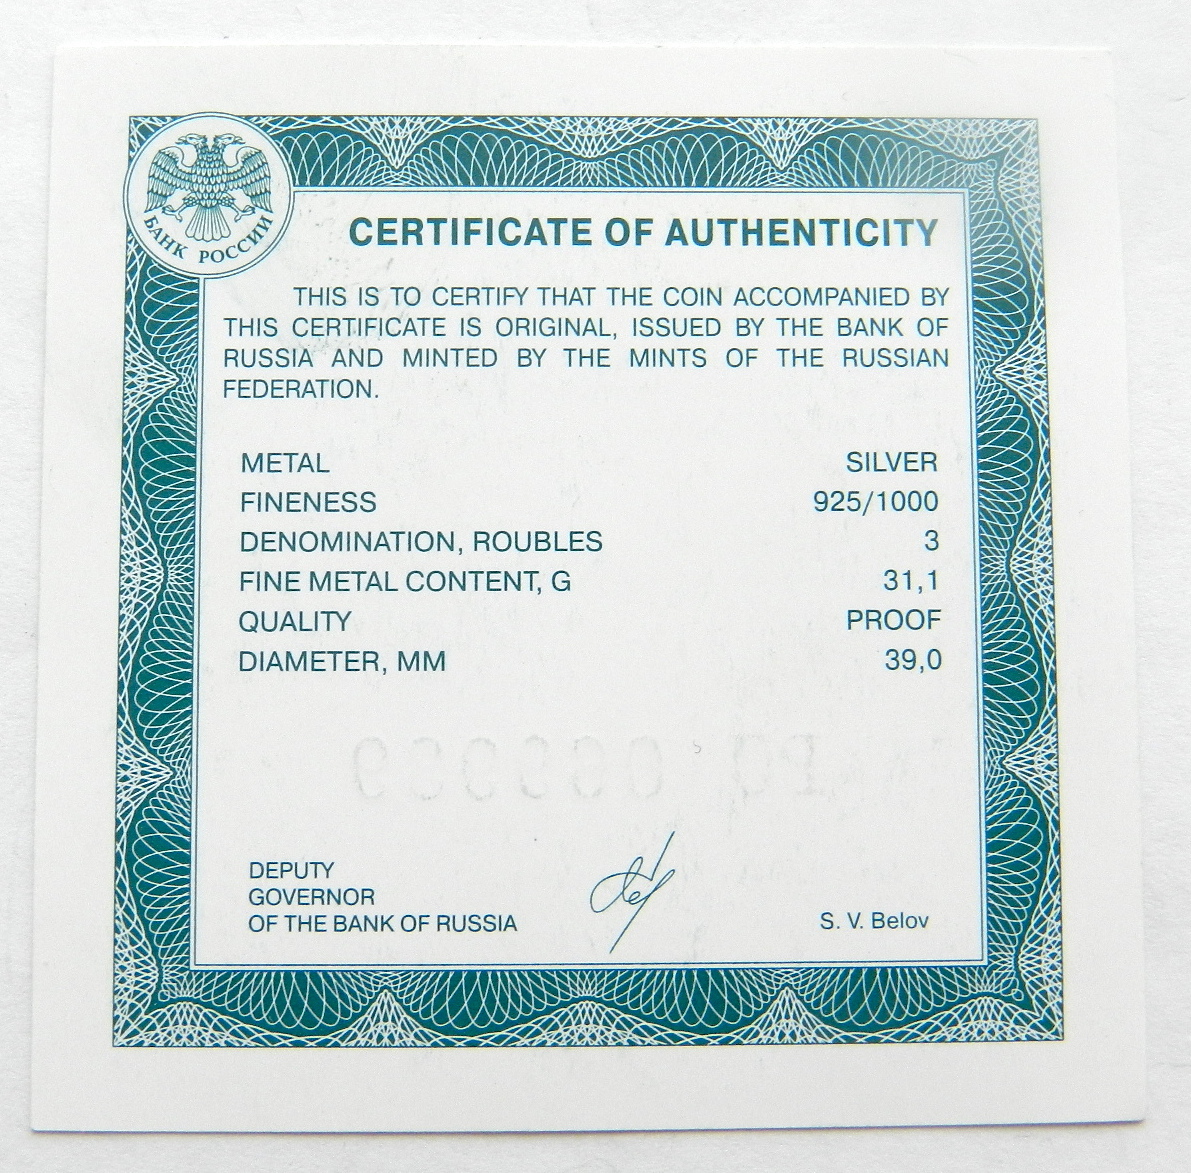 БАНК РОССИИ
CERTIFICATE OF AUTHENTICITY
THIS IS TO CERTIFY THAT THE COIN ACCOMPANIED BY
THIS CERTIFICATE IS ORIGINAL, ISSUED BY THE BANK OF
RUSSIA AND MINTED BY THE MINTS OF THE RUSSIAN
FEDERATION.
METAL SILVER
FINENESS 925/1000
DENOMINATION, ROUBLES 3
FINE METAL CONTENT, G 31,1
QUALITY PROOF
DIAMETER, MM 39,0
DEPUTY
GOVERNOR
OF THE BANK OF RUSSIA S. V. Belov